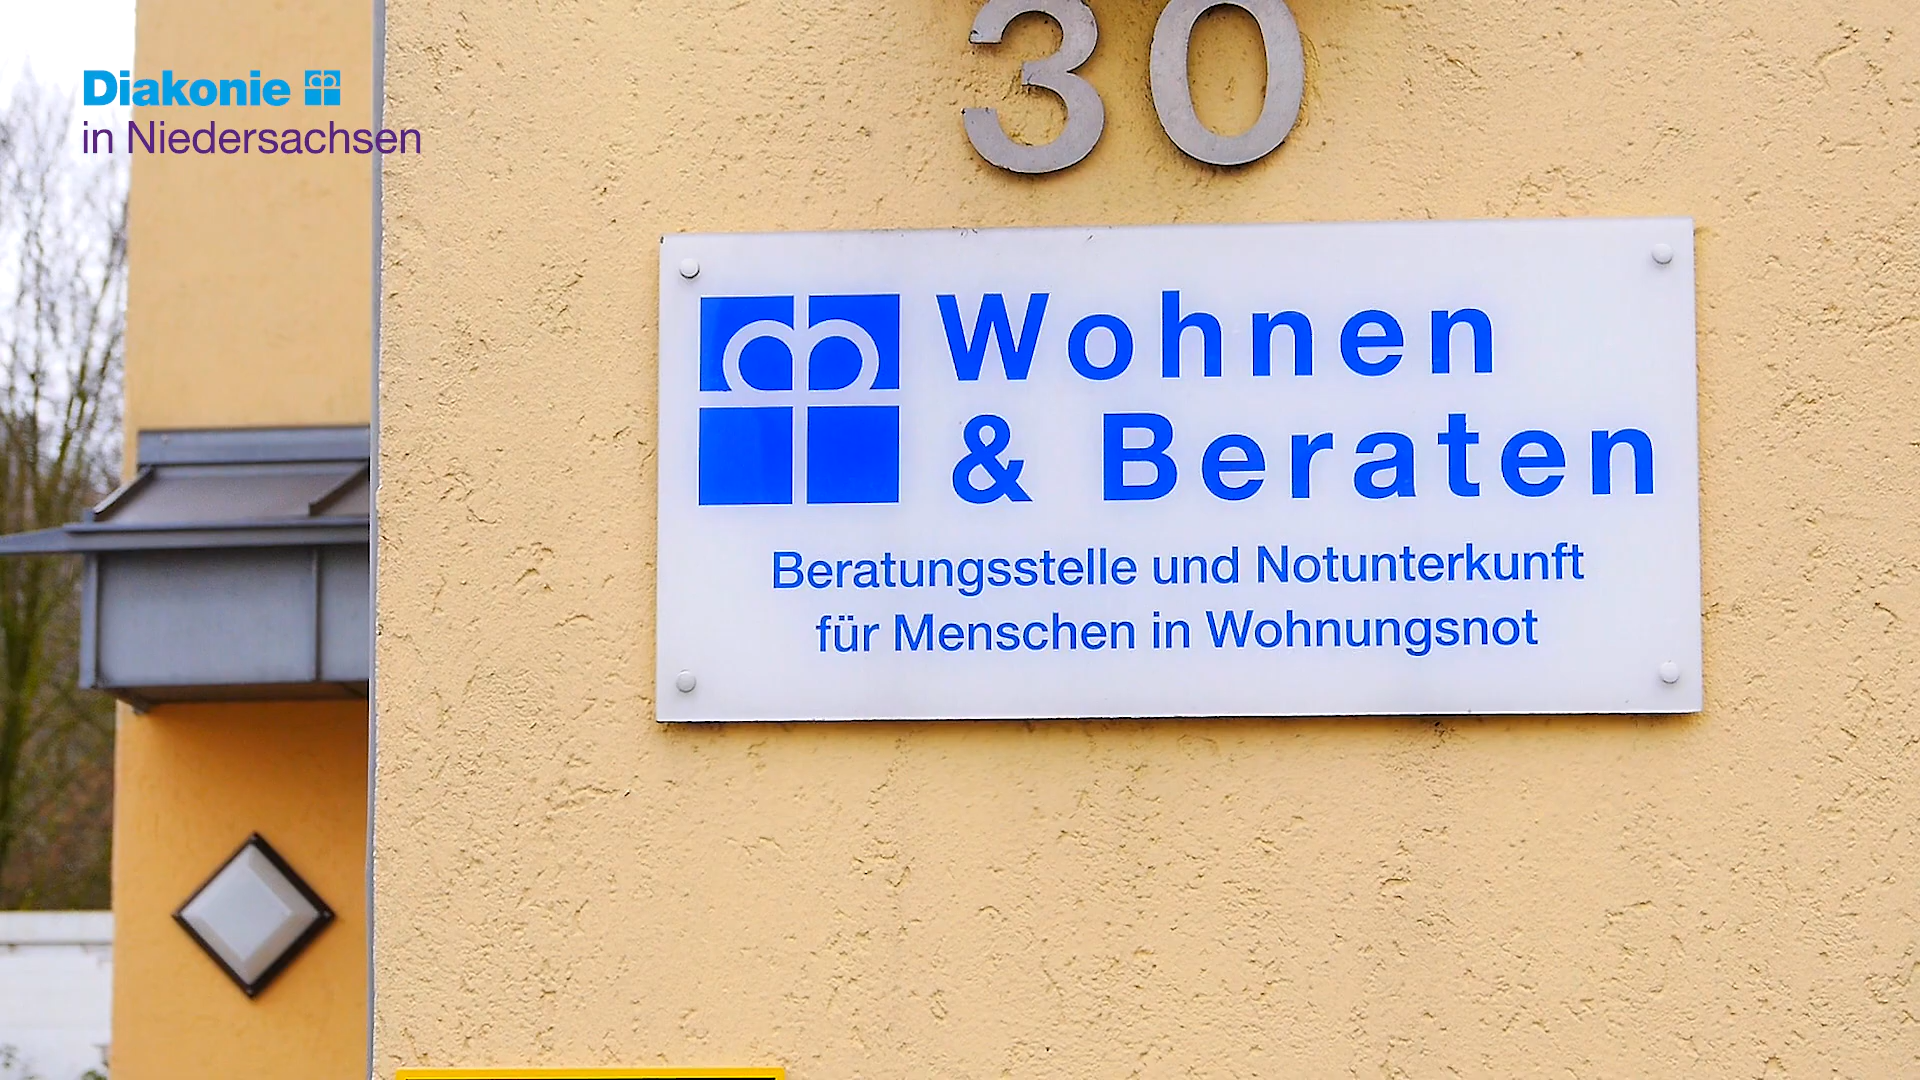 Diakonie
in Niedersachsen
30
Wohnen
& Beraten
Beratungsstelle und Notunterkunft
für Menschen in Wohnungsnot